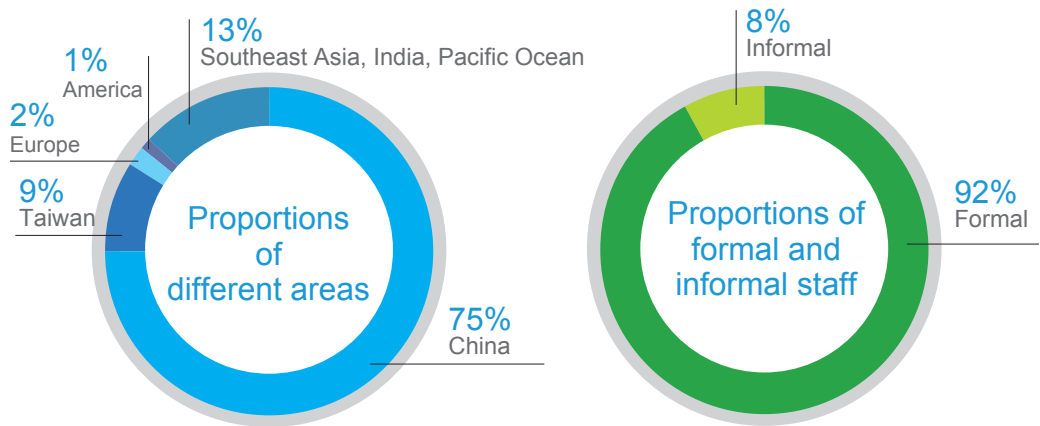 13%
Southeast Asia, India, Pacific Ocean
1%
America
2%
Europe
9%
Taiwan
Proportions
of
different areas
75%
China
8%
Informal
92%
Formal
Proportions of
formal and
informal staff